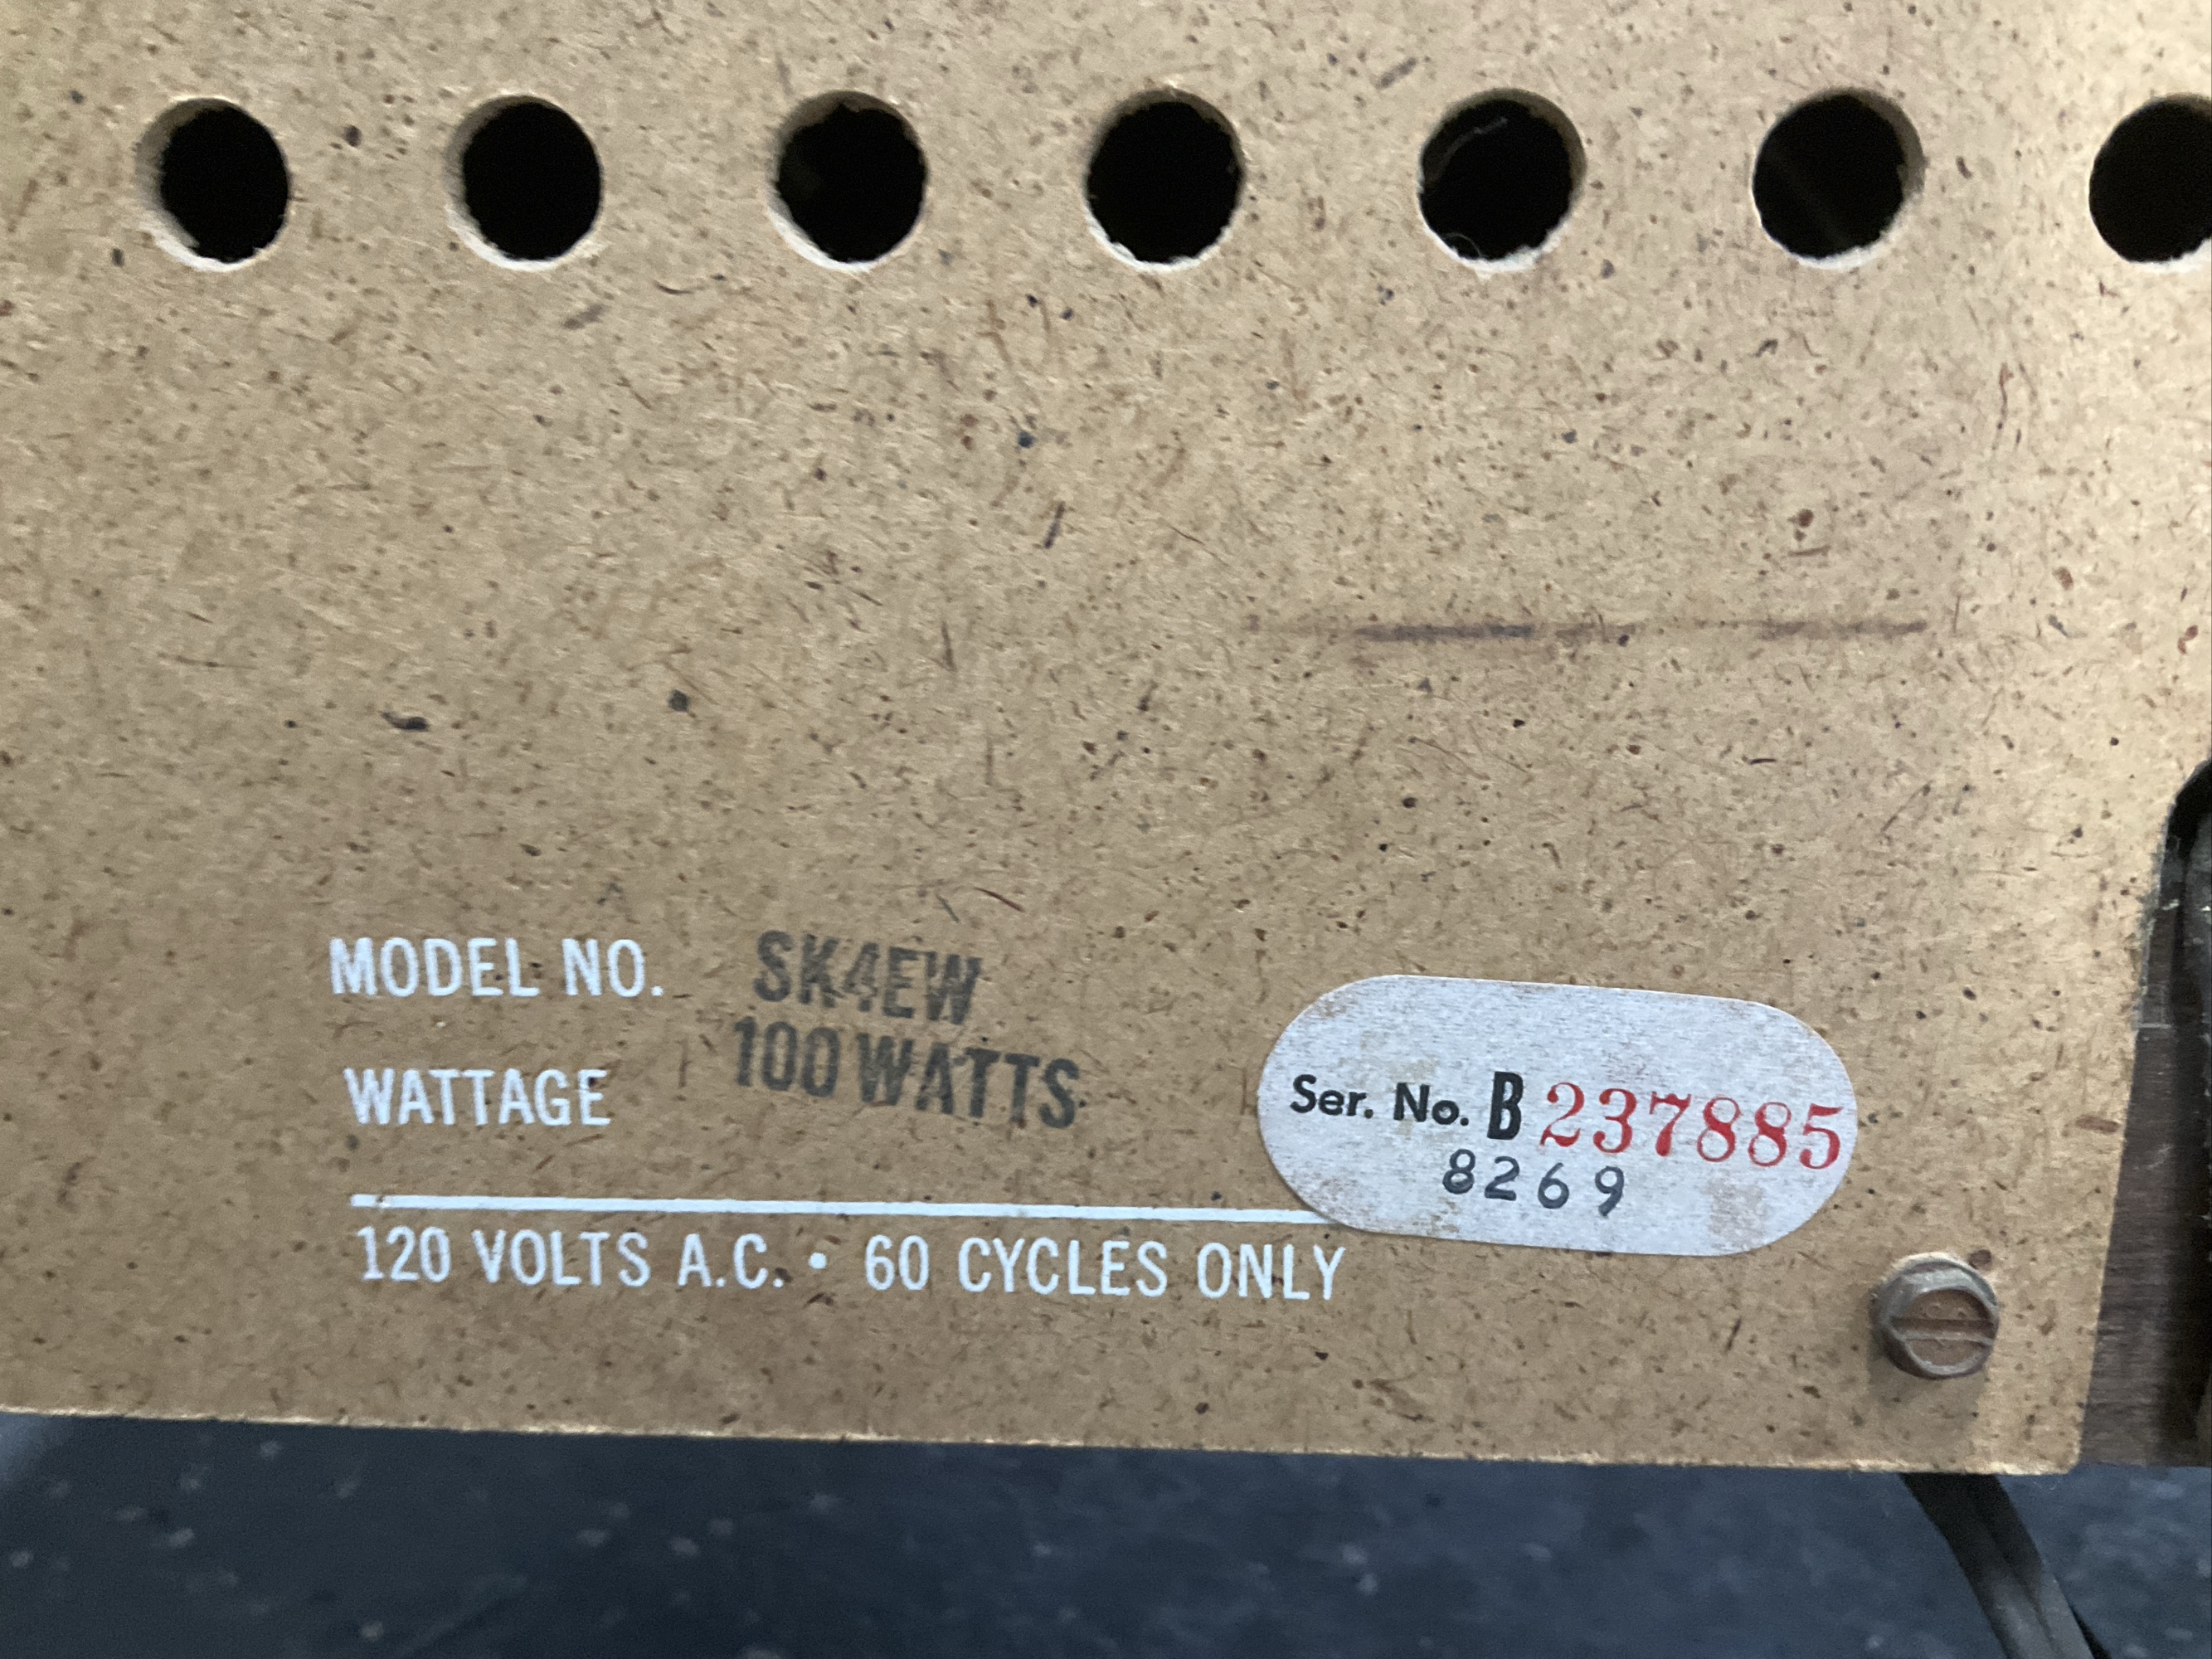 MODEL NO. SK4EW
WATTAGE 100 WATTS
Ser. No. B 237885
8269
120 VOLTS A.C. • 60 CYCLES ONLY